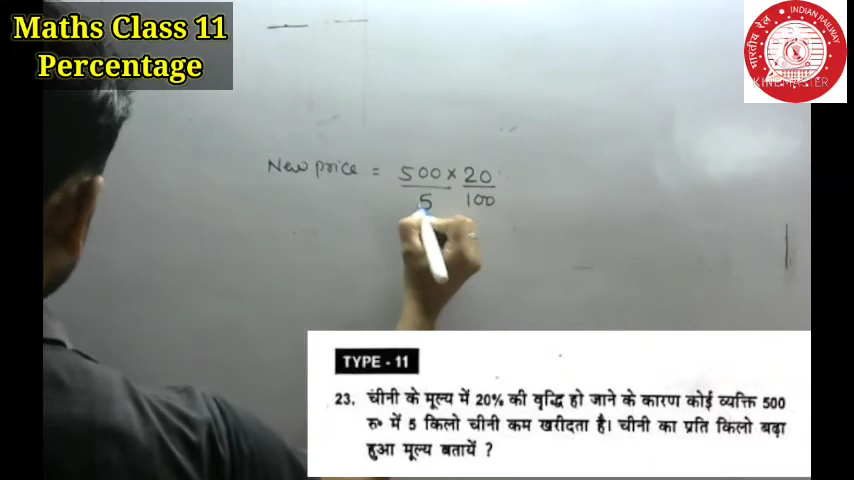 Maths Class 11
Percentage
भारतीय रेल
INDIAN RAILWAY
KINEMASTER
New price = 500 × 20
5 100
TYPE - 11
23. चीनी के मूल्य में 20% की वृद्धि हो जाने के कारण कोई व्यक्ति 500
रु॰ में 5 किलो चीनी कम खरीदता है। चीनी का प्रति किलो बढ़ा
हुआ मूल्य बतायें ?